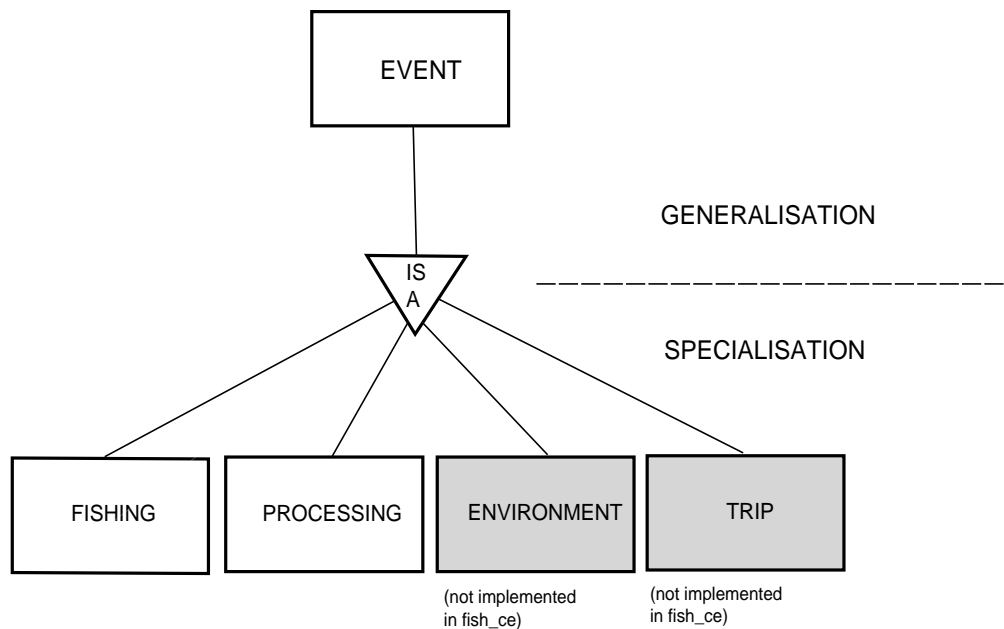 EVENT
GENERALISATION
IS
A
SPECIALISATION
FISHING
PROCESSING
ENVIRONMENT
TRIP
(not implemented
in fish_ce)
(not implemented
in fish_ce)